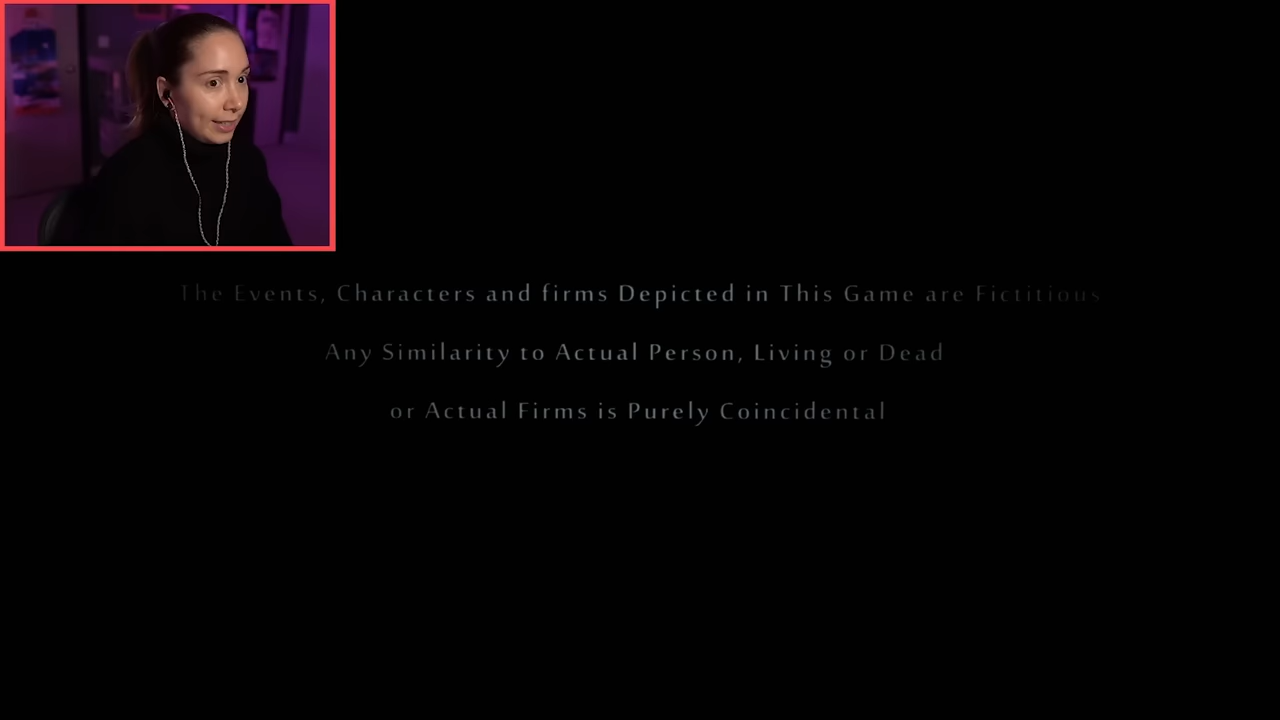 The Events, Characters and firms Depicted in This Game are Fictitious
Any Similarity to Actual Person, Living or Dead
or Actual Firms is Purely Coincidental